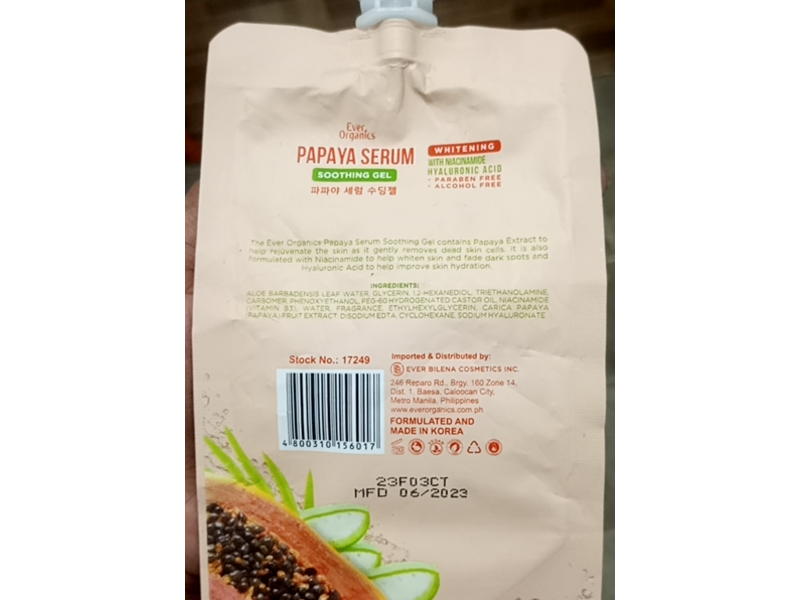 Ever
Organics
PAPAYA SERUM
SOOTHING GEL
파파야 세럼 수딩젤
WHITENING
WITH NIACINAMIDE
HYALURONIC ACID
- PARABEN FREE
- ALCOHOL FREE
The Ever Organics Papaya Serum Soothing Gel contains Papaya Extract to
help rejuvenate the skin as it gently removes dead skin cells. It is also
formulated with Niacinamide to help whiten skin and fade dark spots and
Hyaluronic Acid to help improve skin hydration.
INGREDIENTS:
ALOE BARBADENSIS LEAF WATER, GLYCERIN, 1,2-HEXANEDIOL, TRIETHANOLAMINE,
CARBOMER, PHENOXYETHANOL, PEG-60 HYDROGENATED CASTOR OIL, NIACINAMIDE
(VITAMIN B3), WATER, FRAGRANCE, ETHYLHEXYLGLYCERIN, CARICA PAPAYA
(PAPAYA) FRUIT EXTRACT, DISODIUM EDTA, CYCLOHEXANE, SODIUM HYALURONATE
Stock No.: 17249
4 800310 156017
Imported & Distributed by:
EVER BILENA COSMETICS INC.
246 Reparo Rd., Brgy. 160 Zone 14,
Dist. 1, Baesa, Caloocan City,
Metro Manila, Philippines
www.everorganics.com.ph
FORMULATED AND
MADE IN KOREA
23F03CT
MFD 06/2023